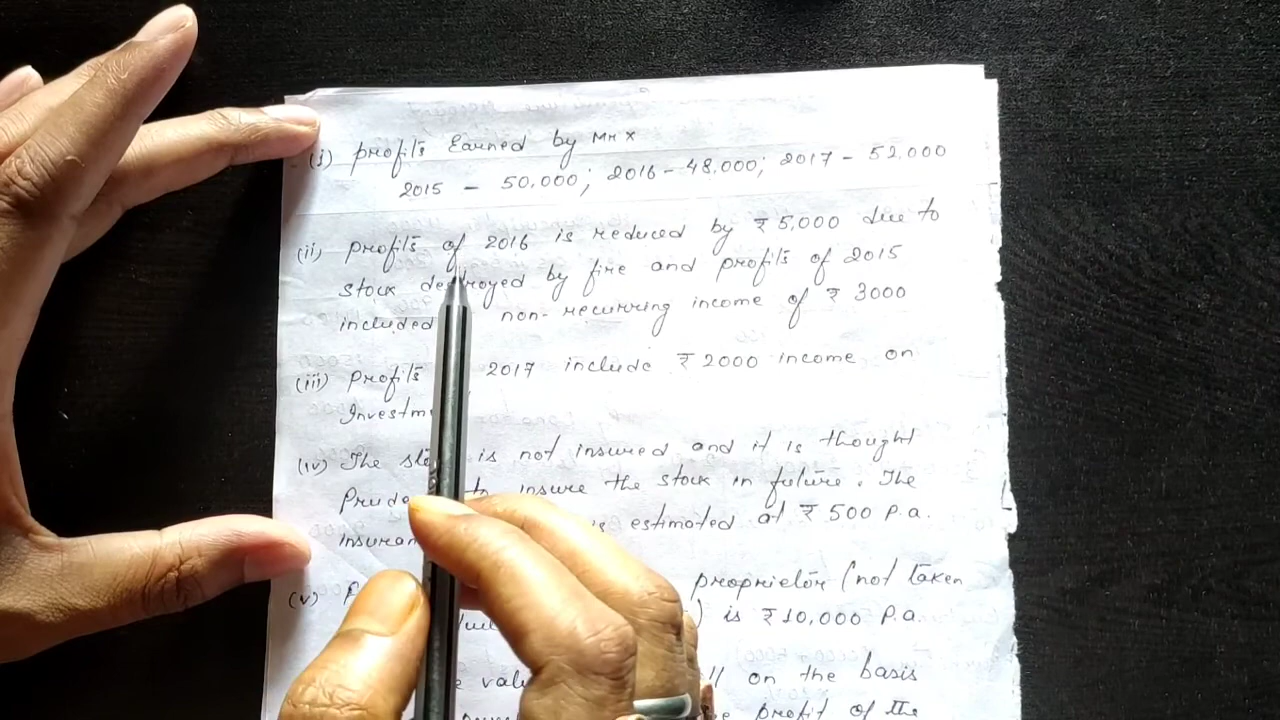 (i) profits Earned by Mr X
2015 - 50,000; 2016 - 48,000; 2017 - 52,000
(ii) profits of 2016 is reduced by ₹ 5,000 due to
stock destroyed by fire and profits of 2015
included non-recurring income of ₹ 3000
(iii) profits 2017 include ₹ 2000 income on
(iv) The is not insured and it is thought
to insure the stock in future. The
is estimated at ₹ 500 p.a.
(v) proprietor (not taken
) is ₹ 10,000 p.a.
on the basis
profit of the